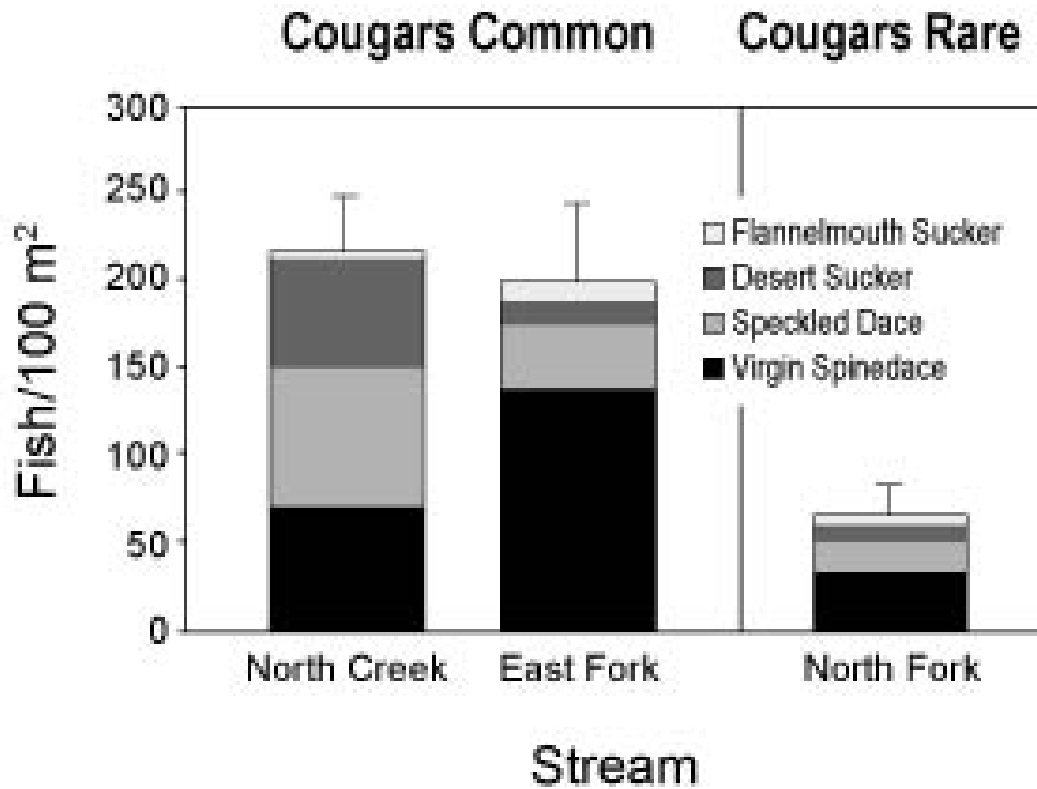 Cougars Common
Cougars Rare
300
250
200
150
100
50
0
Fish/100 m²
Flannelmouth Sucker
Desert Sucker
Speckled Dace
Virgin Spinedace
North Creek
East Fork
North Fork
Stream